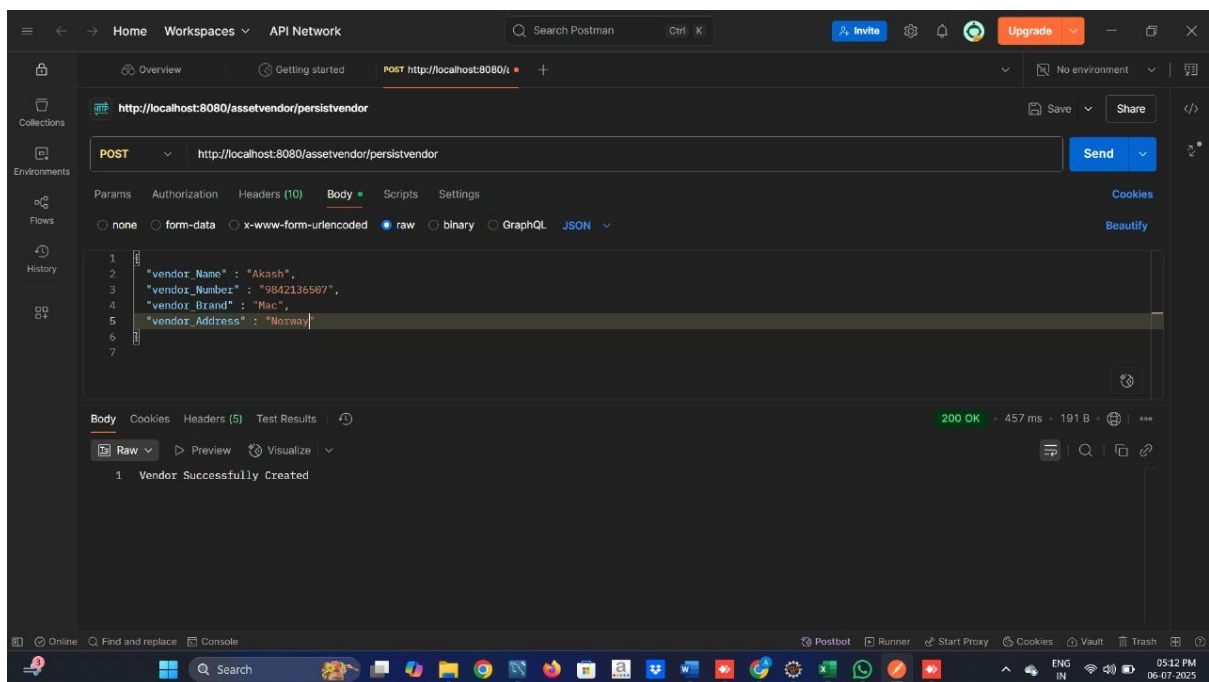 Home Workspaces API Network Search Postman Ctrl K Invite Upgrade
Overview Getting started POST http://localhost:8080/a No environment
http://localhost:8080/assetvendor/persistvendor Save Share
Collections
POST http://localhost:8080/assetvendor/persistvendor Send
Environments
Params Authorization Headers (10) Body Scripts Settings Cookies
Flows
none form-data x-www-form-urlencoded raw binary GraphQL JSON Beautify
History
1 {
2 "vendor_Name" : "Akash",
3 "vendor_Number" : "9842136507",
4 "vendor_Brand" : "Mac",
5 "vendor_Address" : "Norway"
6 }
7
Body Cookies Headers (5) Test Results 200 OK 457 ms 191 B
Raw Preview Visualize
1 Vendor Successfully Created
Online Find and replace Console Postbot Runner Start Proxy Cookies Vault Trash
3 Search ENG IN 05:12 PM
06-07-2025